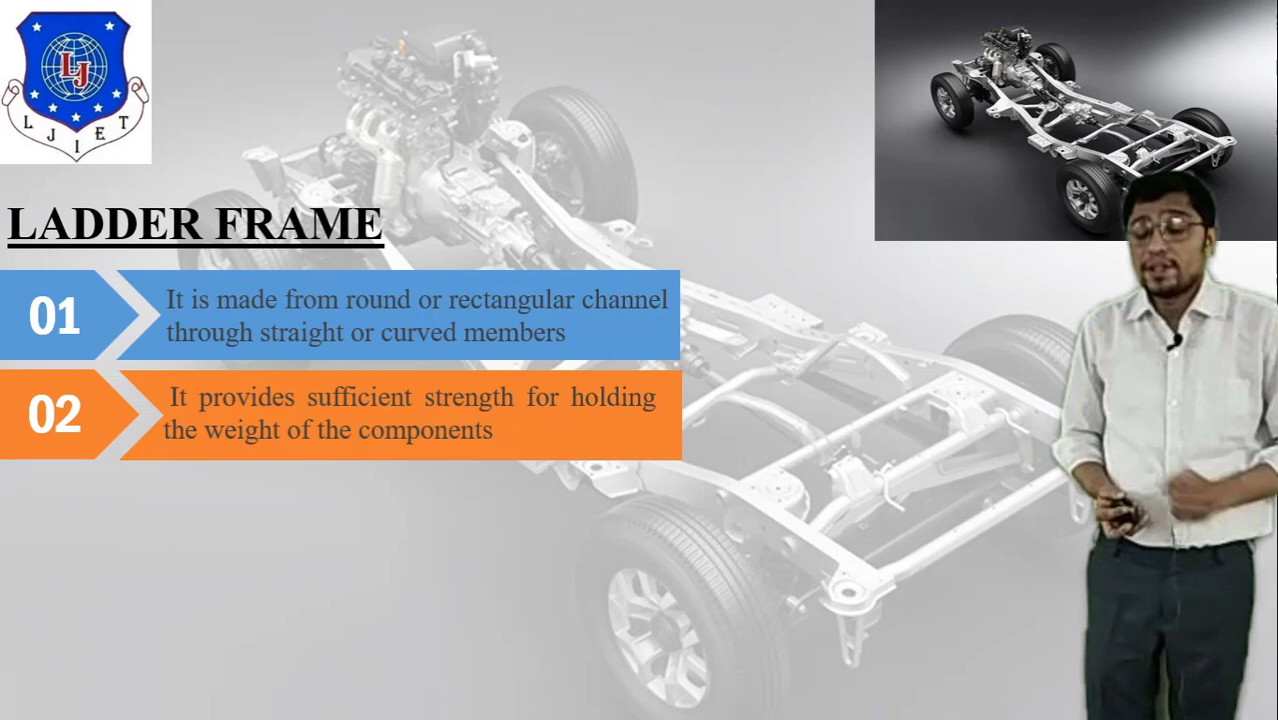 LJ
LJIET
LADDER FRAME
01
It is made from round or rectangular channel
through straight or curved members
02
It provides sufficient strength for holding
the weight of the components